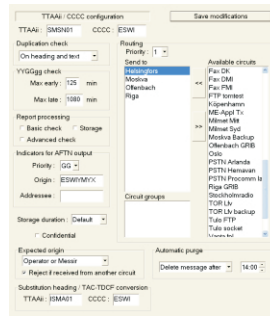 TTAAii / CCCC configuration
Save modifications
TTAAii : SMSN01 CCCC : ESWI
Duplication check
On heading and text
YYGGgg check
Max early : 125 min
Max late : 1080 min
Report processing
Basic check Storage
Advanced check
Indicators for AFTN output
Priority : GG
Origin : ESWIYMYX
Addressee :
Storage duration : Default
Confidential
Routing
Priority : 1
Send to
Helsingfors
Moskva
Offenbach
Riga
<<
>>
Circuit groups
Available circuits
Fax DK
Fax DMI
Fax FMI
FTP tomtest
Köpenhamn
ME-Appl Tx
Milmet Mitt
Milmet Syd
Moskva Backup
Offenbach GRIB
Oslo
PSTN Arlanda
PSTN Hemavan
PSTN Procomm la
Riga GRIB
Stockholmradio
TOR Llv
TOR Llv backup
Tulo FTP
Tulo socket
Expected origin
Operator or Messir
Reject if received from another circuit
Automatic purge
Delete message after 14:00
Substitution heading / TAC-TDCF conversion
TTAAii : ISMA01 CCCC : ESWI